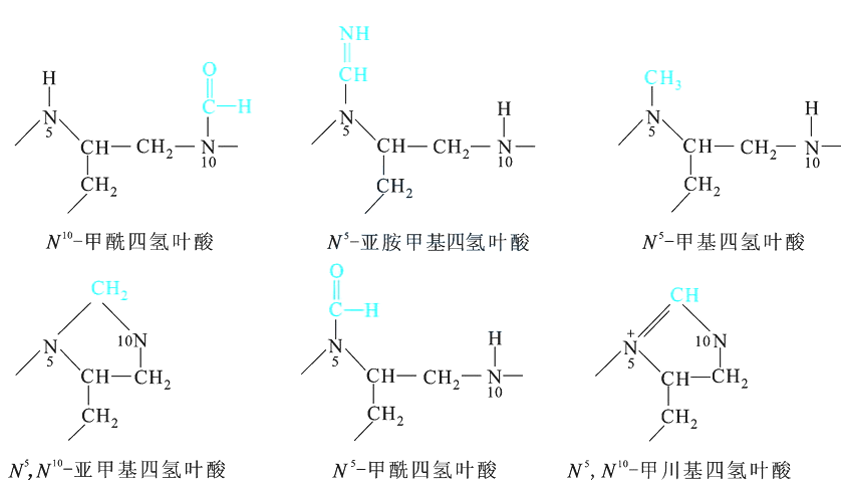 H
O
C—H
N
5
CH—CH₂—N—
10
CH₂
N¹⁰-甲酰四氢叶酸
NH
CH
N
5
H
CH—CH₂—N—
10
CH₂
N⁵-亚胺甲基四氢叶酸
CH₃
N
5
H
CH—CH₂—N—
10
CH₂
N⁵-甲基四氢叶酸
CH₂
N
5
10N
CH—CH₂
CH₂
N⁵,N¹⁰-亚甲基四氢叶酸
O
C—H
N
5
H
CH—CH₂—N—
10
CH₂
N⁵-甲酰四氢叶酸
CH
+
N
5
10N
CH—CH₂
CH₂
N⁵, N¹⁰-甲川基四氢叶酸